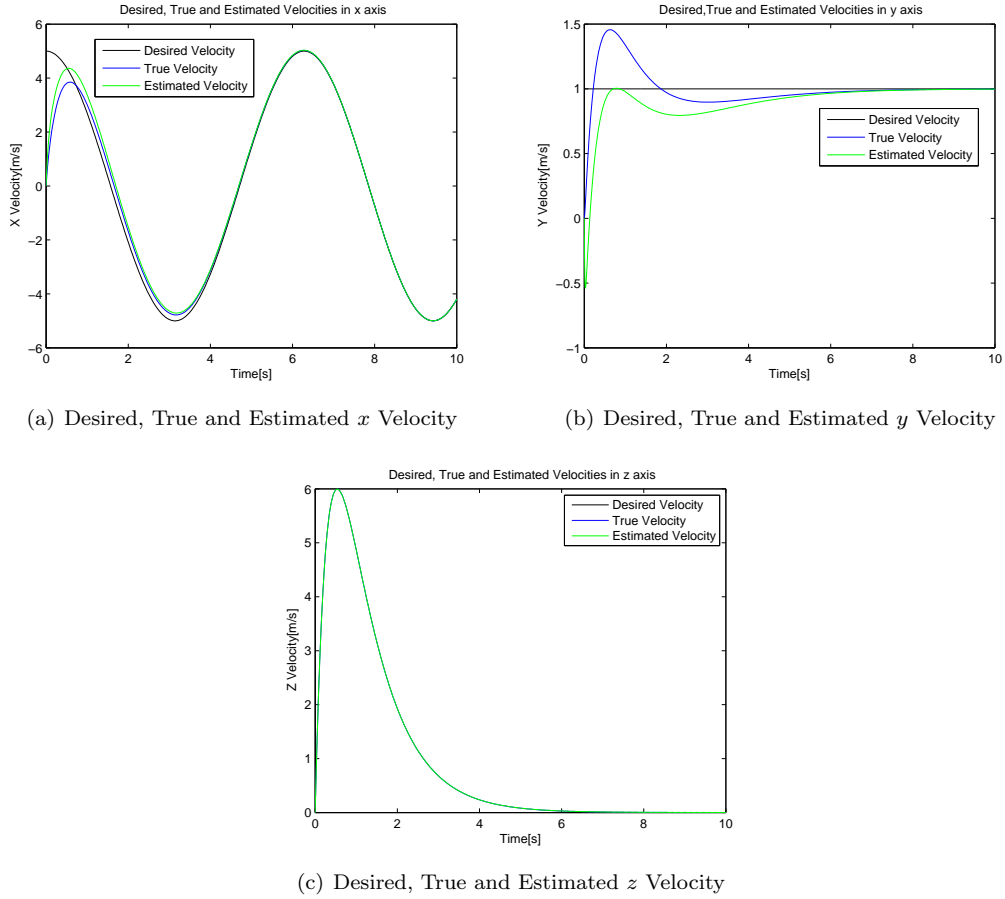 Desired, True and Estimated Velocities in x axis
6
4
2
0
−2
−4
−6
X Velocity[m/s]
Desired Velocity
True Velocity
Estimated Velocity
0 2 4 6 8 10
Time[s]
(a) Desired, True and Estimated x Velocity
Desired,True and Estimated Velocities in y axis
1.5
1
0.5
0
−0.5
−1
Y Velocity[m/s]
Desired Velocity
True Velocity
Estimated Velocity
0 2 4 6 8 10
Time[s]
(b) Desired, True and Estimated y Velocity
Desired, True and Estimated Velocities in z axis
6
5
4
3
2
1
0
Z Velocity[m/s]
Desired Velocity
True Velocity
Estimated Velocity
0 2 4 6 8 10
Time[s]
(c) Desired, True and Estimated z Velocity